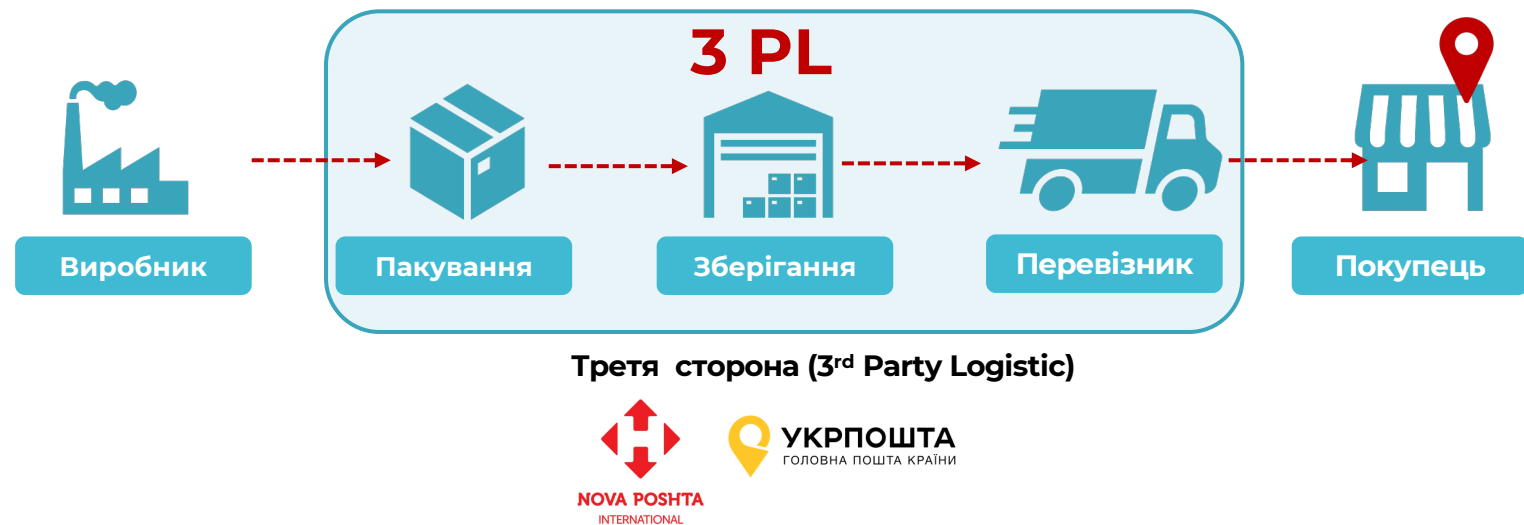 3 PL
Виробник
Пакування
Зберігання
Перевізник
Покупець
Третя сторона (3rd Party Logistic)
УКРПОШТА
ГОЛОВНА ПОШТА КРАЇНИ
NOVA POSHTA
INTERNATIONAL